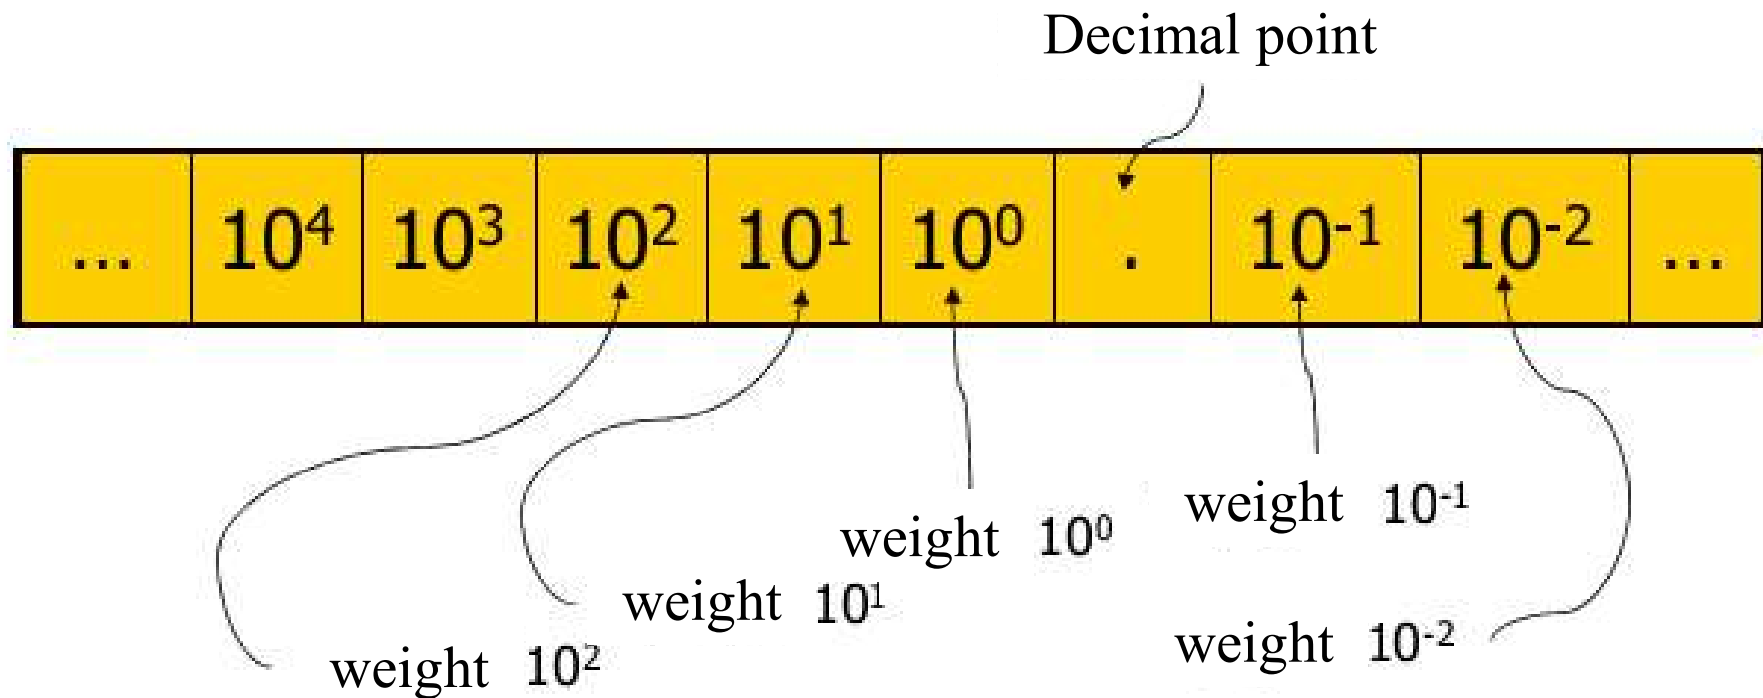 Decimal point
... 10⁴ 10³ 10² 10¹ 10⁰ . 10⁻¹ 10⁻² ...
weight 10⁻¹
weight 10⁰
weight 10¹
weight 10⁻²
weight 10²